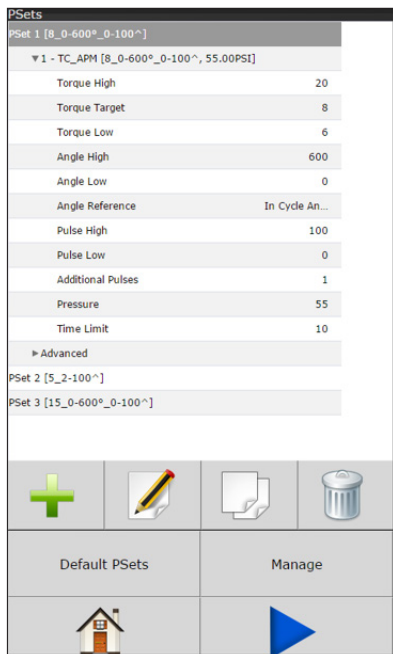 PSets
PSet 1 [8_0-600°_0-100^]
▼1 - TC_APM [8_0-600°_0-100^, 55.00PSI]
Torque High 20
Torque Target 8
Torque Low 6
Angle High 600
Angle Low 0
Angle Reference In Cycle An...
Pulse High 100
Pulse Low 0
Additional Pulses 1
Pressure 55
Time Limit 10
▶Advanced
PSet 2 [5_2-100^]
PSet 3 [15_0-600°_0-100^]
Default PSets Manage